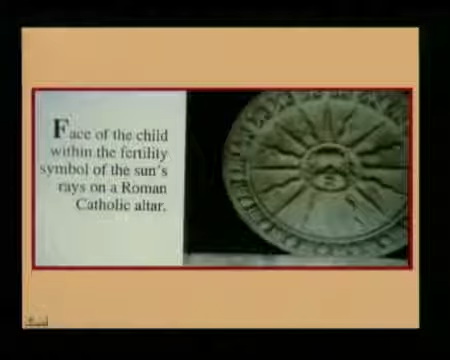 Face of the child
within the fertility
symbol of the sun's
rays on a Roman
Catholic altar.